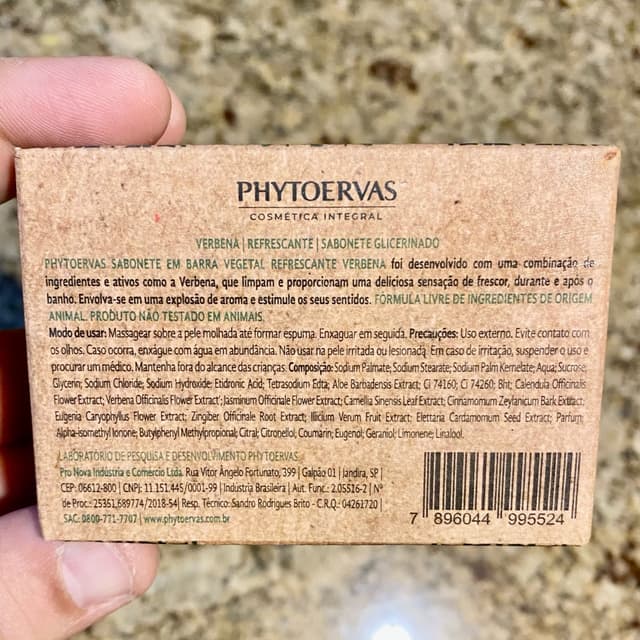 PHYTOERVAS
COSMÉTICA INTEGRAL
VERBENA | REFRESCANTE | SABONETE GLICERINADO
PHYTOERVAS SABONETE EM BARRA VEGETAL REFRESCANTE VERBENA foi desenvolvido com uma combinação de
ingredientes e ativos como a Verbena, que limpam e proporcionam uma deliciosa sensação de frescor, durante e após o
banho. Envolva-se em uma explosão de aroma e estimule os seus sentidos. FÓRMULA LIVRE DE INGREDIENTES DE ORIGEM
ANIMAL. PRODUTO NÃO TESTADO EM ANIMAIS.
Modo de usar: Massagear sobre a pele molhada até formar espuma. Enxaguar em seguida. Precauções: Uso externo. Evite contato com
os olhos. Caso ocorra, enxágue com água em abundância. Não usar na pele irritada ou lesionada. Em caso de irritação, suspender o uso e
procurar um médico. Mantenha fora do alcance das crianças. Composição: Sodium Palmate; Sodium Stearate; Sodium Palm Kernelate; Aqua; Sucrose;
Glycerin; Sodium Chloride; Sodium Hydroxide; Etidronic Acid; Tetrasodium Edta; Aloe Barbadensis Extract; Ci 74160; Ci 74260; Bht; Calendula Officinalis
Flower Extract; Verbena Officinalis Flower Extract; Jasminum Officinale Flower Extract; Camellia Sinensis Leaf Extract; Cinnamomum Zeylanicum Bark Extract;
Eugenia Caryophyllus Flower Extract; Zingiber Officinale Root Extract; Illicium Verum Fruit Extract; Elettaria Cardamomum Seed Extract; Parfum;
Alpha-isomethyl Ionone; Butylphenyl Methylpropional; Citral; Citronellol; Coumarin; Eugenol; Geraniol; Limonene; Linalool.
LABORATÓRIO DE PESQUISA E DESENVOLVIMENTO PHYTOERVAS
Pro Nova Indústria e Comércio Ltda. Rua Vitor Ângelo Fortunato, 399 | Galpão 01 | Jandira, SP |
CEP: 06612-800 | CNPJ: 11.151.445/0001-99 | Indústria Brasileira | Aut. Func.: 2.05516-2 | Nº
de Proc.: 25351.689774/2018-54| Resp. Técnico: Sandro Rodrigues Brito - C.R.Q.: 04261720 |
SAC: 0800-771-7707 | www.phytoervas.com.br
7 896044 995524